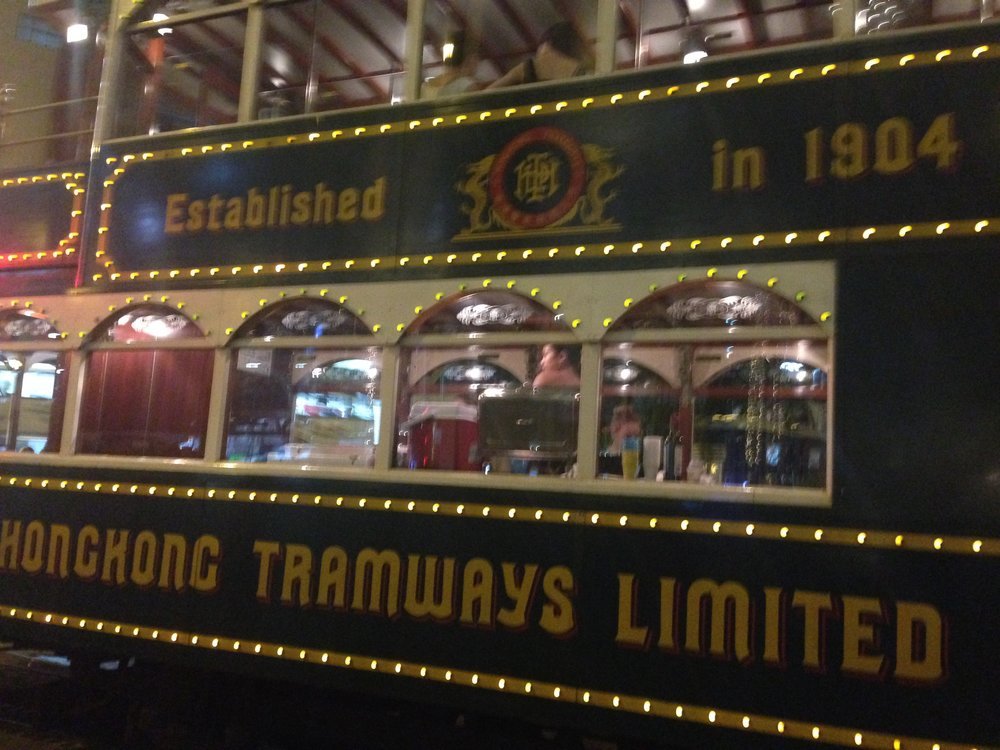 Established in 1904
HONGKONG TRAMWAYS LIMITED